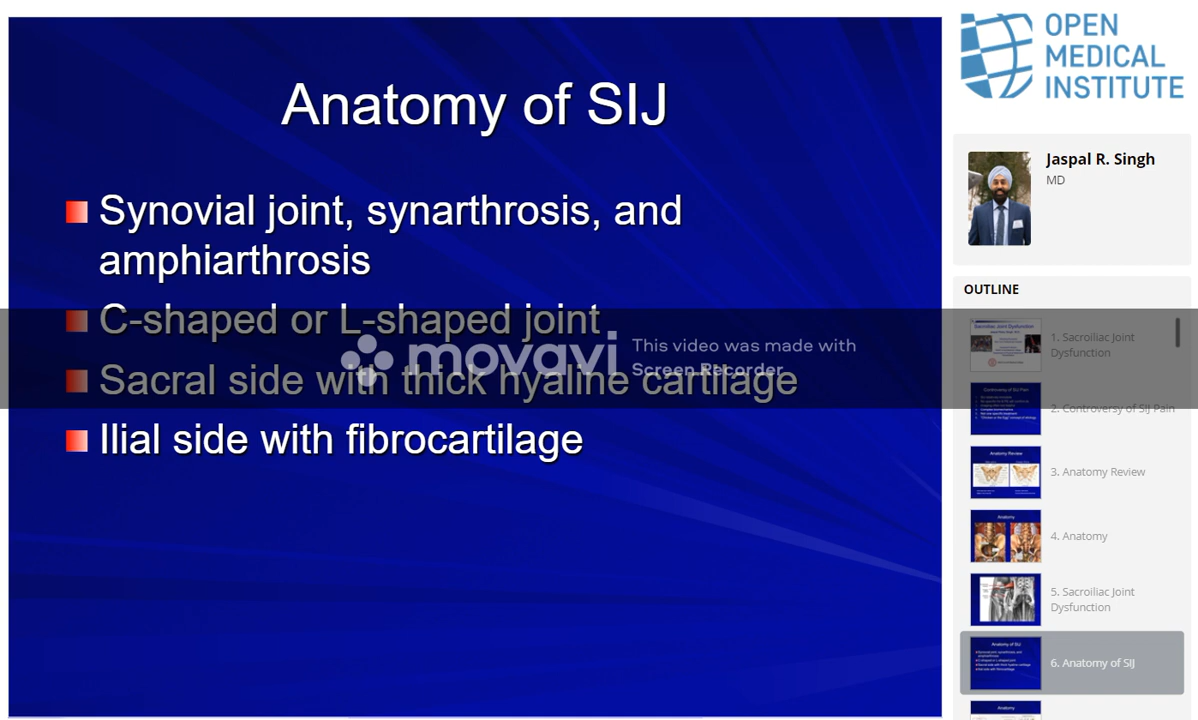 Anatomy of SIJ
Synovial joint, synarthrosis, and
amphiarthrosis
C-shaped or L-shaped joint
Sacral side with thick hyaline cartilage
Ilial side with fibrocartilage
movavi
This video was made with
Screen Recorder
OPEN
MEDICAL
INSTITUTE
Jaspal R. Singh
MD
OUTLINE
1. Sacroiliac Joint
Dysfunction
2. Controversy of SIJ Pain
3. Anatomy Review
4. Anatomy
5. Sacroiliac Joint
Dysfunction
6. Anatomy of SIJ
Anatomy